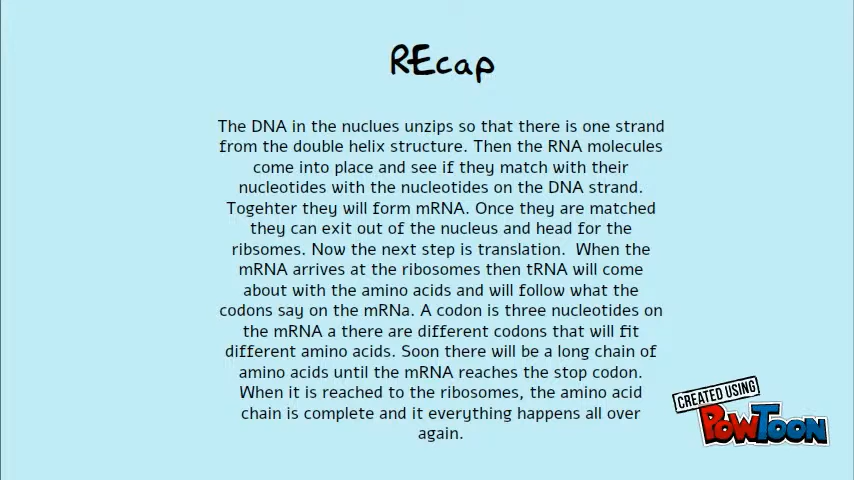 REcap
The DNA in the nuclues unzips so that there is one strand
from the double helix structure. Then the RNA molecules
come into place and see if they match with their
nucleotides with the nucleotides on the DNA strand.
Togehter they will form mRNA. Once they are matched
they can exit out of the nucleus and head for the
ribsomes. Now the next step is translation. When the
mRNA arrives at the ribosomes then tRNA will come
about with the amino acids and will follow what the
codons say on the mRNa. A codon is three nucleotides on
the mRNA a there are different codons that will fit
different amino acids. Soon there will be a long chain of
amino acids until the mRNA reaches the stop codon.
When it is reached to the ribosomes, the amino acid
chain is complete and it everything happens all over
again.
CREATED USING
POWTOON